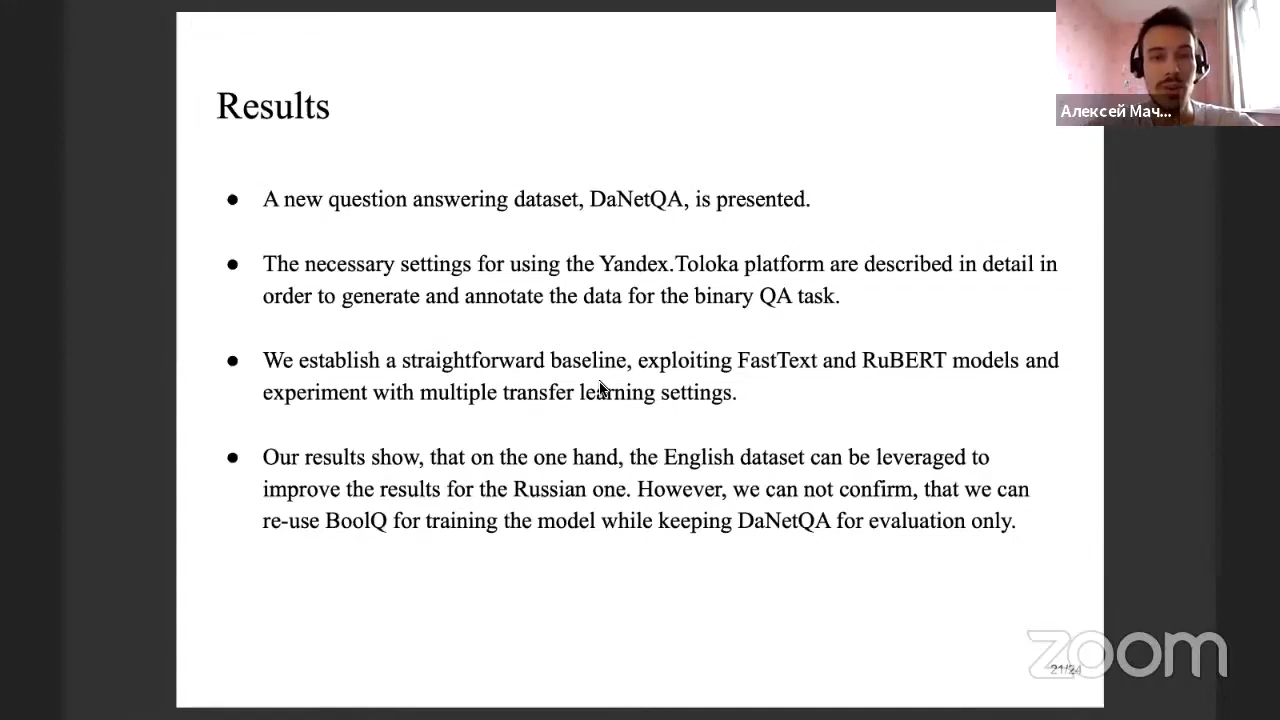 Results
Алексей Мач...
● A new question answering dataset, DaNetQA, is presented.
● The necessary settings for using the Yandex.Toloka platform are described in detail in
order to generate and annotate the data for the binary QA task.
● We establish a straightforward baseline, exploiting FastText and RuBERT models and
experiment with multiple transfer learning settings.
● Our results show, that on the one hand, the English dataset can be leveraged to
improve the results for the Russian one. However, we can not confirm, that we can
re-use BoolQ for training the model while keeping DaNetQA for evaluation only.
zoom
21/24